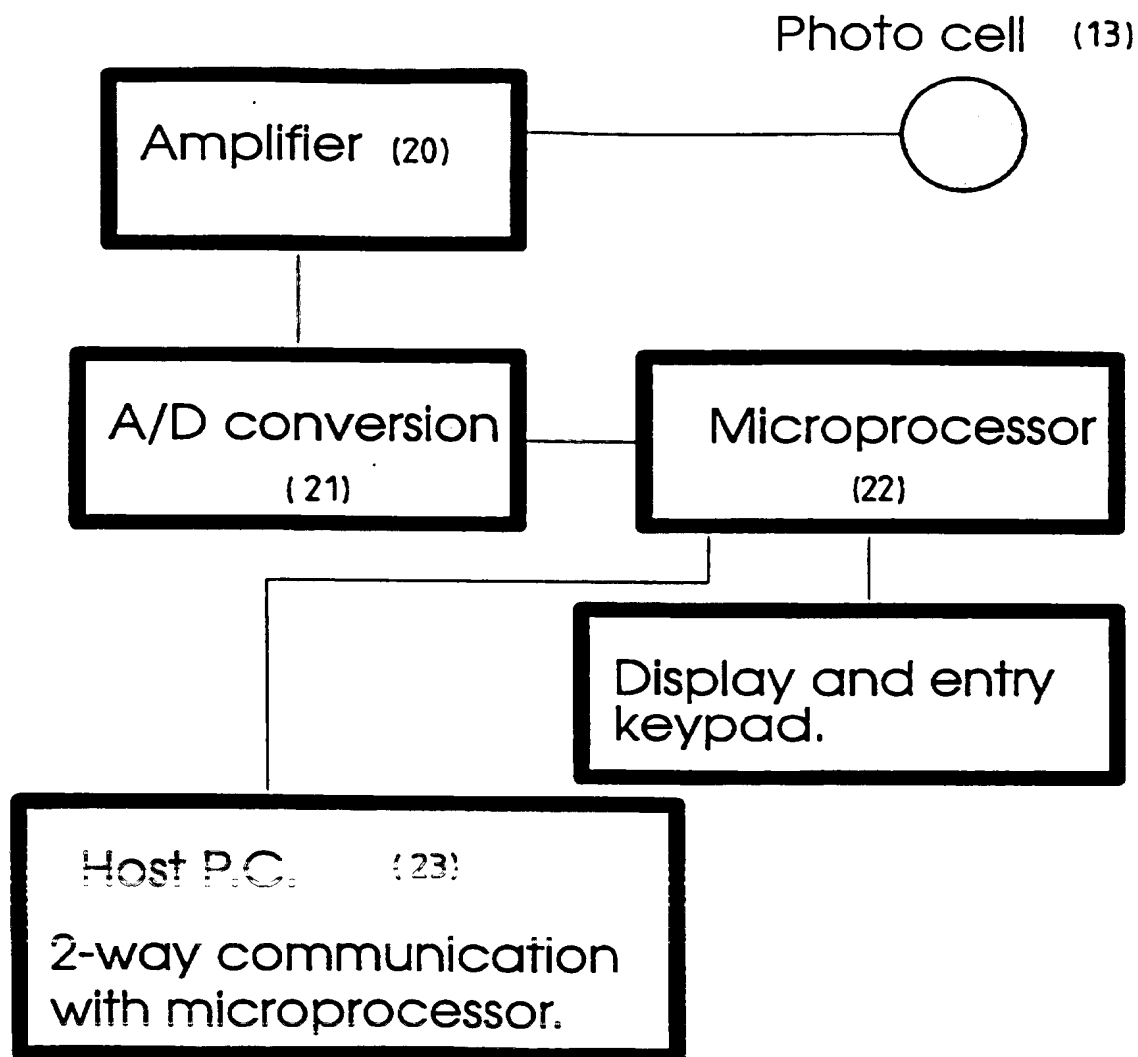 Photo cell (13)
Amplifier (20)
A/D conversion
(21)
Microprocessor
(22)
Display and entry
keypad.
Host P.C. (23)
2-way communication
with microprocessor.